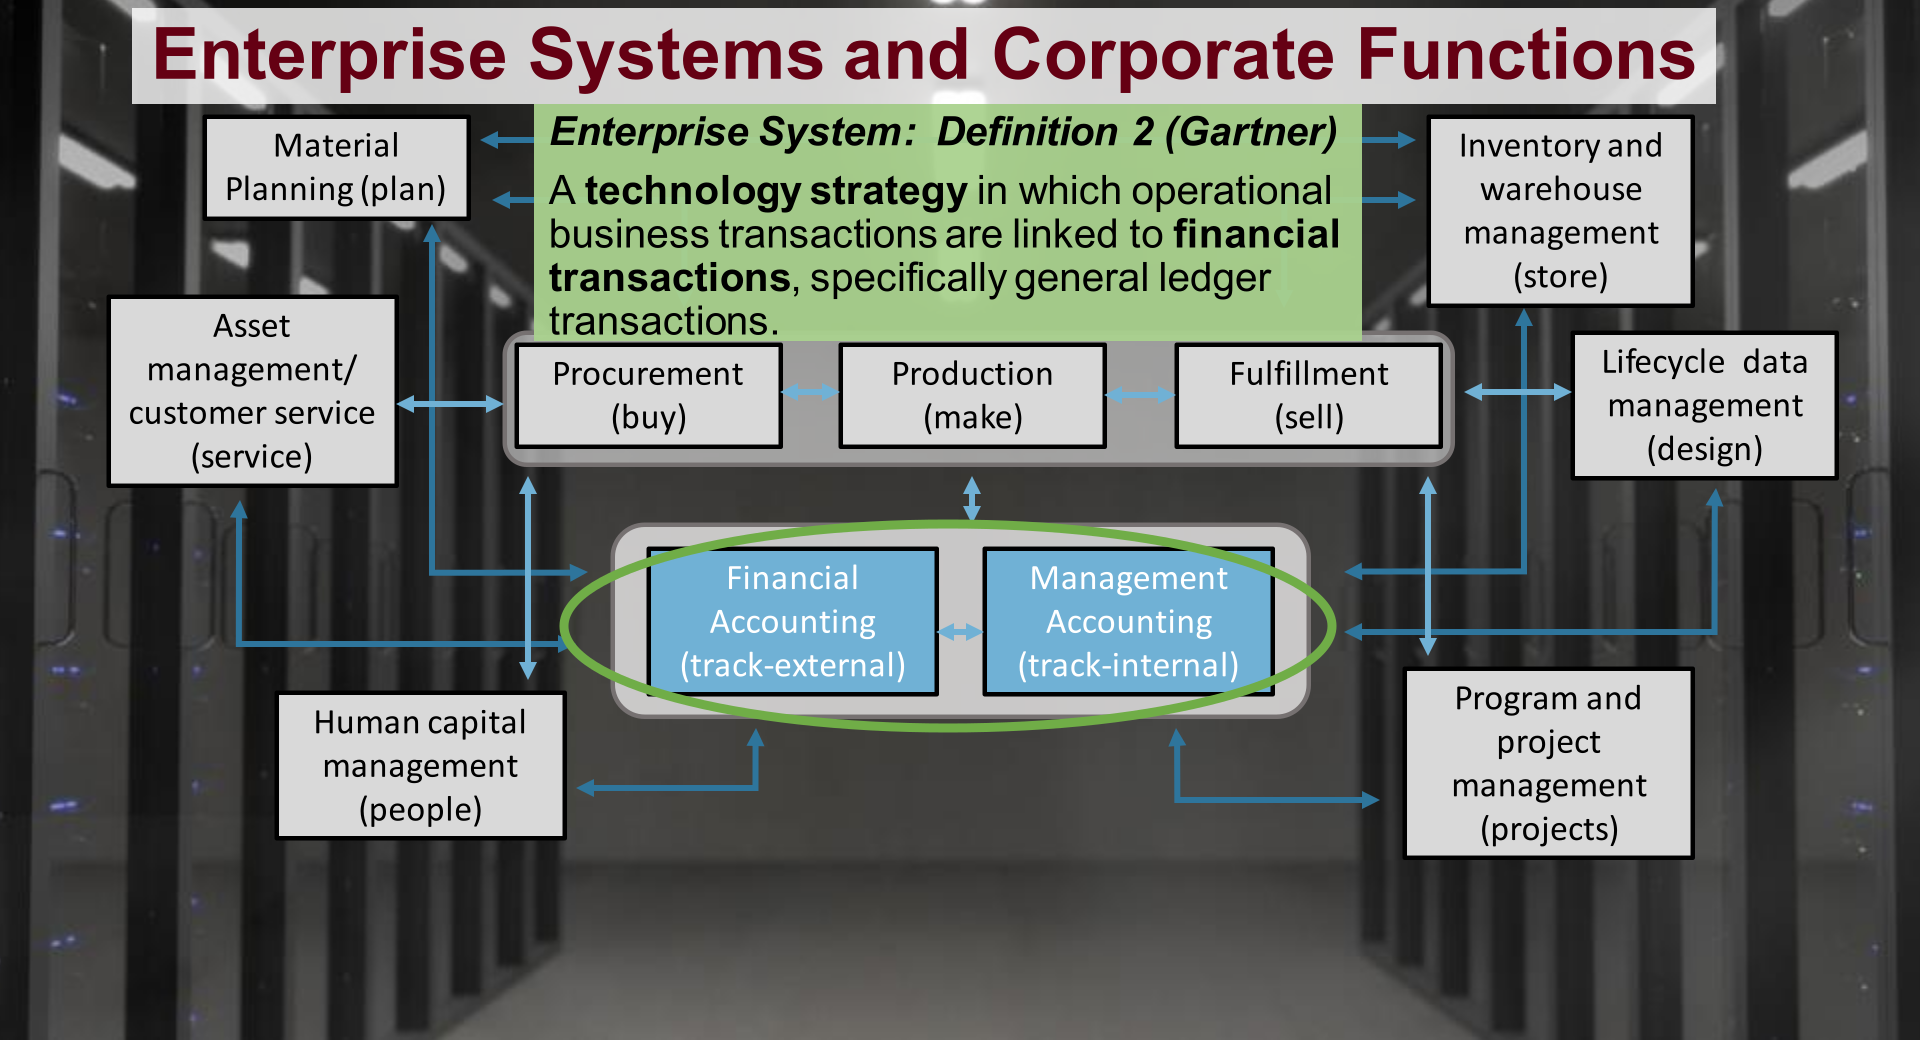 Enterprise Systems and Corporate Functions
Enterprise System: Definition 2 (Gartner)
A technology strategy in which operational
business transactions are linked to financial
transactions, specifically general ledger
transactions.
Material
Planning (plan)
Inventory and
warehouse
management
(store)
Asset
management/
customer service
(service)
Procurement
(buy)
Production
(make)
Fulfillment
(sell)
Lifecycle data
management
(design)
Financial
Accounting
(track-external)
Management
Accounting
(track-internal)
Human capital
management
(people)
Program and
project
management
(projects)